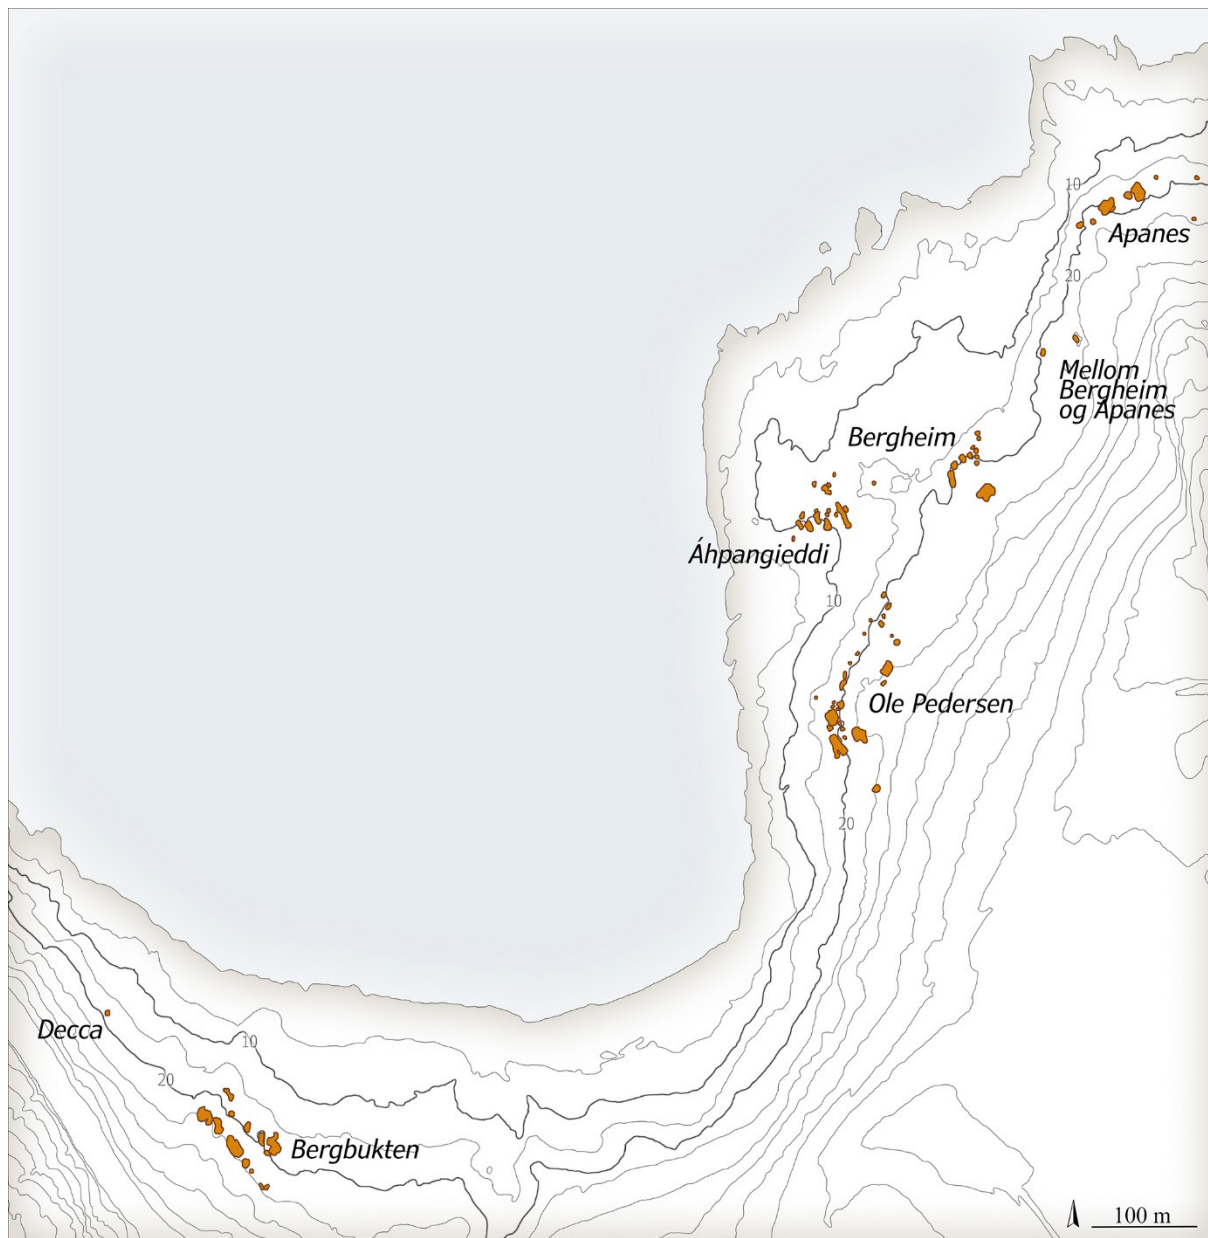 10
Apanes
20
Mellom
Bergheim
og Apanes
Bergheim
Áhpangieddi
10
Ole Pedersen
20
Decca
10
20
Bergbukten
100 m